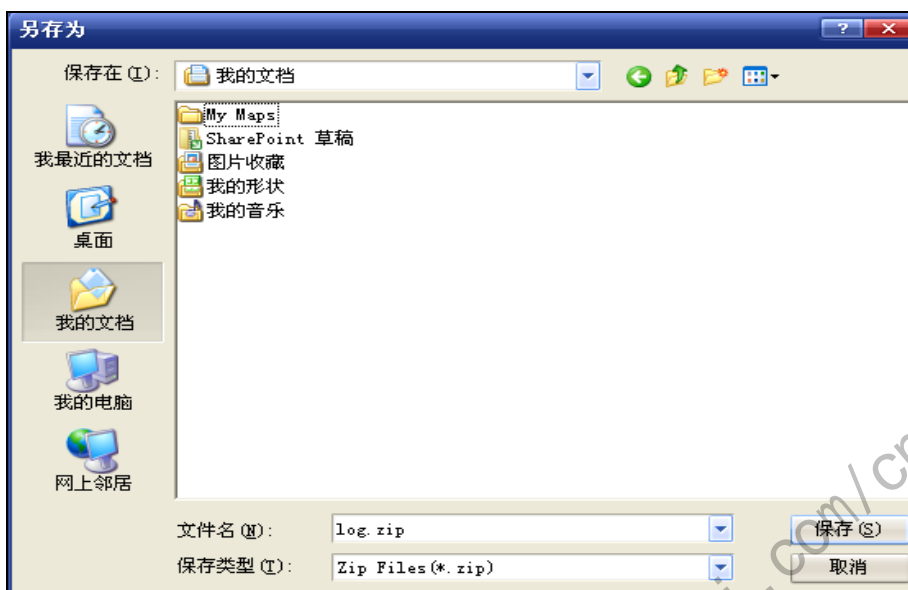 另存为
保存在(I):
我的文档
My Maps
SharePoint 草稿
图片收藏
我的形状
我的音乐
我最近的文档
桌面
我的文档
我的电脑
网上邻居
文件名(N):
log.zip
保存(S)
保存类型(T):
Zip Files(*.zip)
取消